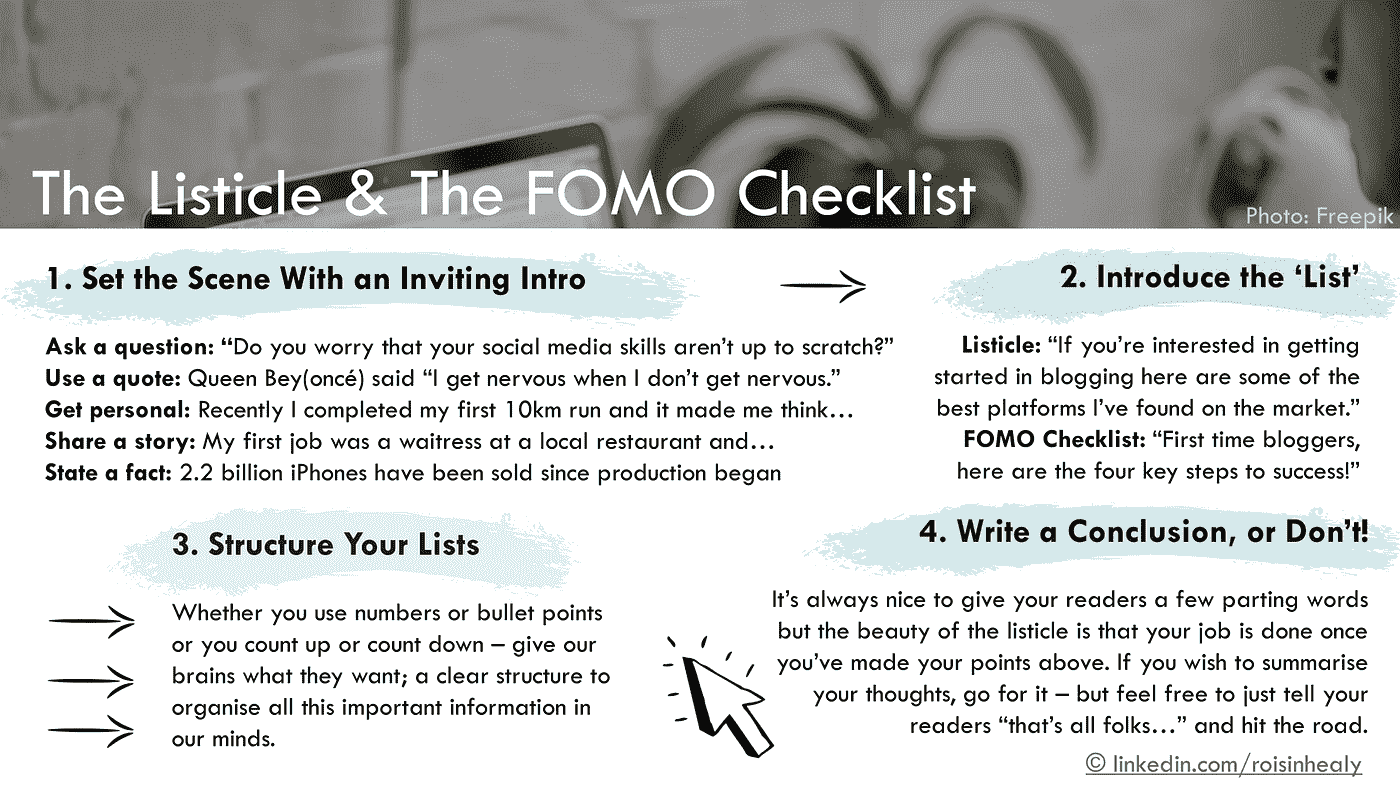 The Listicle & The FOMO Checklist
Photo: Freepik
1. Set the Scene With an Inviting Intro
Ask a question: “Do you worry that your social media skills aren’t up to scratch?”
Use a quote: Queen Bey(oncé) said “I get nervous when I don’t get nervous.”
Get personal: Recently I completed my first 10km run and it made me think…
Share a story: My first job was a waitress at a local restaurant and…
State a fact: 2.2 billion iPhones have been sold since production began
2. Introduce the ‘List’
Listicle: “If you’re interested in getting
started in blogging here are some of the
best platforms I’ve found on the market.”
FOMO Checklist: “First time bloggers,
here are the four key steps to success!”
3. Structure Your Lists
Whether you use numbers or bullet points
or you count up or count down – give our
brains what they want; a clear structure to
organise all this important information in
our minds.
4. Write a Conclusion, or Don’t!
It’s always nice to give your readers a few parting words
but the beauty of the listicle is that your job is done once
you’ve made your points above. If you wish to summarise
your thoughts, go for it – but feel free to just tell your
readers “that’s all folks…” and hit the road.
© linkedin.com/roisinhealy